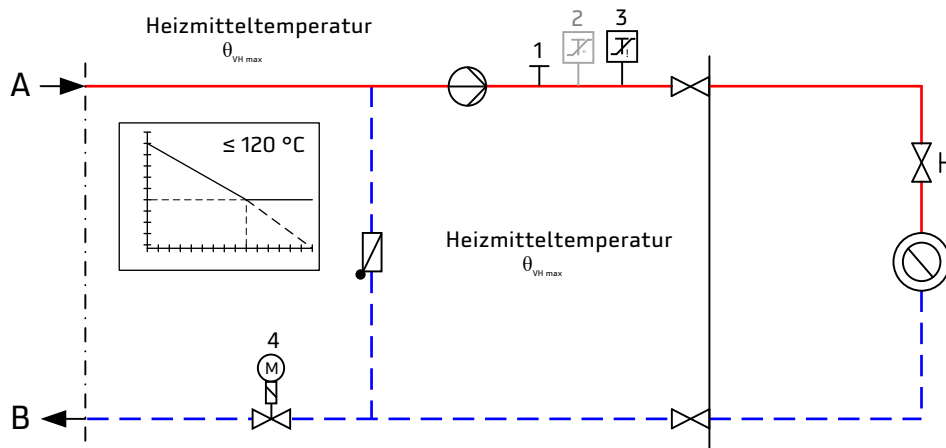 Heizmitteltemperatur
θVH max
1
2
3
A
≤ 120 °C
Heizmitteltemperatur
θVH max
4
M
B